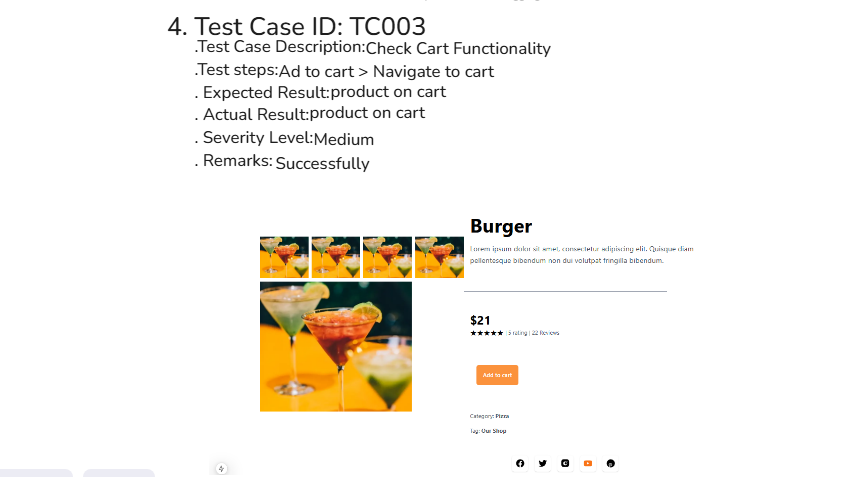 4. Test Case ID: TC003
.Test Case Description:Check Cart Functionality
.Test steps:Ad to cart > Navigate to cart
. Expected Result:product on cart
. Actual Result:product on cart
. Severity Level:Medium
. Remarks: Successfully
Burger
Lorem ipsum dolor sit amet, consectetur adipiscing elit. Quisque diam
pellentesque bibendum non dui volutpat fringilla bibendum.
$21
★★★★★ | 5 rating | 22 Reviews
Add to cart
Category: Pizza
Tag: Our Shop